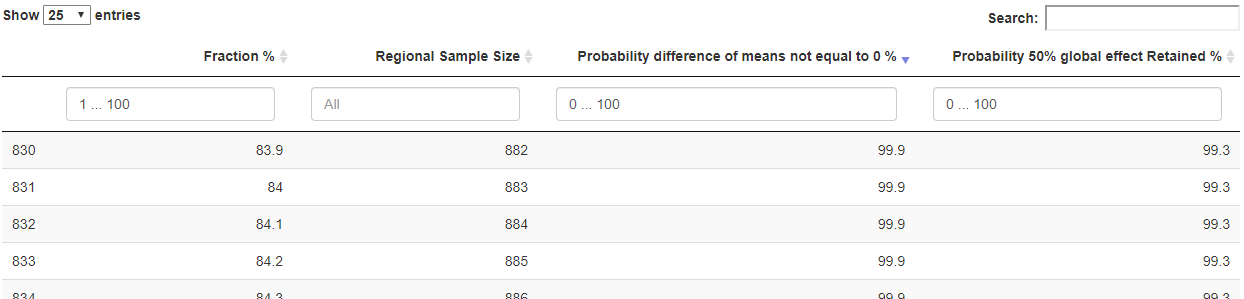 Show 25 entries
Search:
Fraction % Regional Sample Size Probability difference of means not equal to 0 % Probability 50% global effect Retained %
1 ... 100 All 0 ... 100 0 ... 100
830 83.9 882 99.9 99.3
831 84 883 99.9 99.3
832 84.1 884 99.9 99.3
833 84.2 885 99.9 99.3
834 84.3 886 99.9 99.3